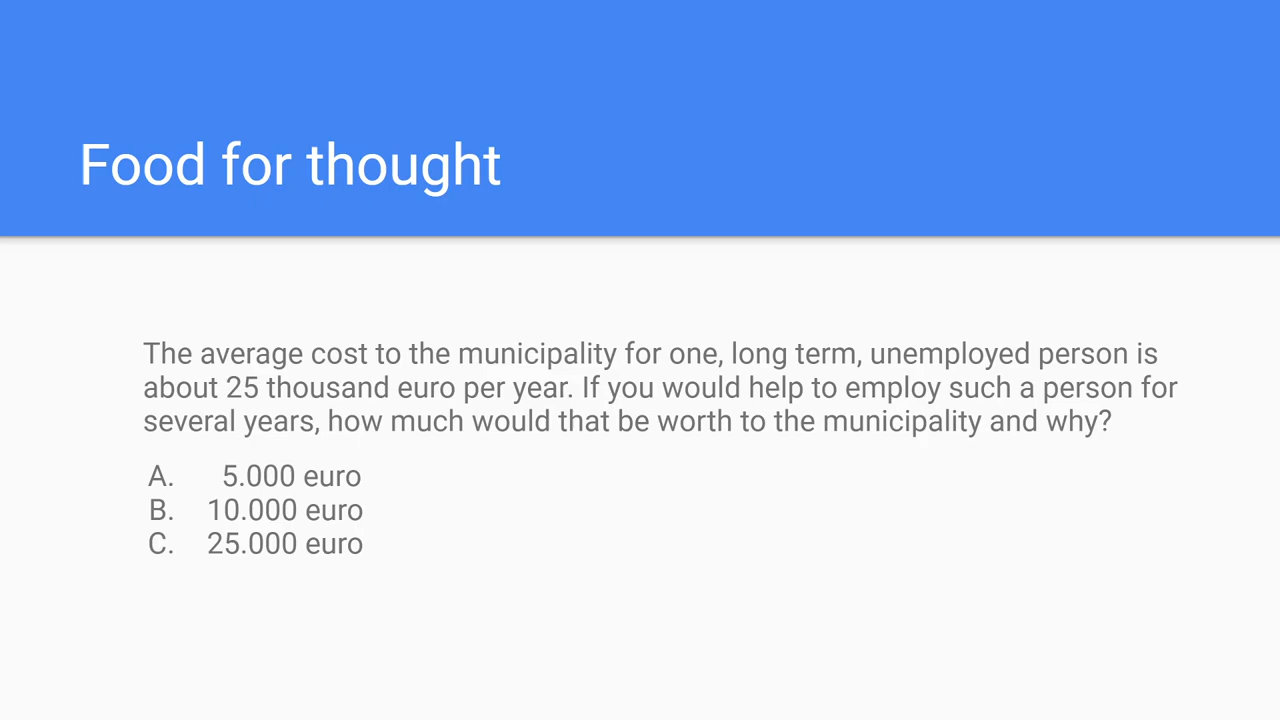 Food for thought
The average cost to the municipality for one, long term, unemployed person is
about 25 thousand euro per year. If you would help to employ such a person for
several years, how much would that be worth to the municipality and why?
A. 5.000 euro
B. 10.000 euro
C. 25.000 euro